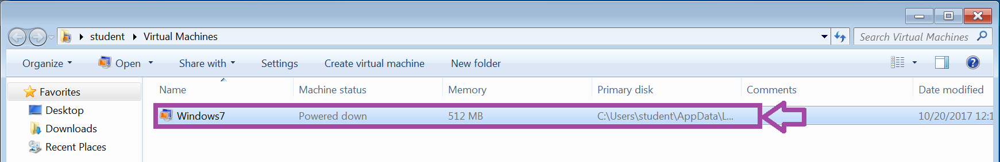 student Virtual Machines
Search Virtual Machines
Organize Open Share with Settings Create virtual machine New folder
Favorites
Desktop
Downloads
Recent Places
Name Machine status Memory Primary disk Comments Date modified
Windows7 Powered down 512 MB C:\Users\student\AppData\L... 10/20/2017 12:1